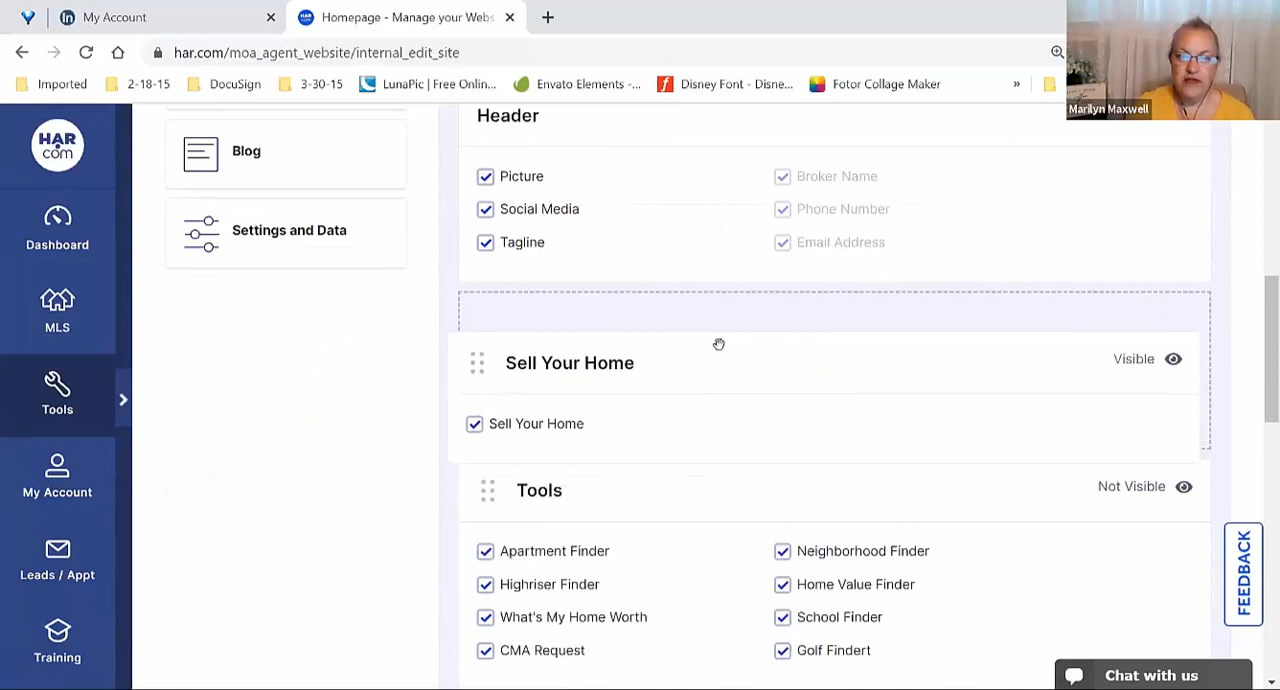 My Account
Homepage - Manage your Webs
har.com/moa_agent_website/internal_edit_site
Imported
2-18-15
DocuSign
3-30-15
LunaPic | Free Onlin...
Envato Elements -...
Disney Font - Disne...
Fotor Collage Maker
»
Marilyn Maxwell
HAR
com
Dashboard
MLS
Tools
My Account
Leads / Appt
Training
Blog
Settings and Data
Header
Picture
Broker Name
Social Media
Phone Number
Tagline
Email Address
Sell Your Home
Visible
Sell Your Home
Tools
Not Visible
Apartment Finder
Neighborhood Finder
Highriser Finder
Home Value Finder
What's My Home Worth
School Finder
CMA Request
Golf Findert
FEEDBACK
Chat with us